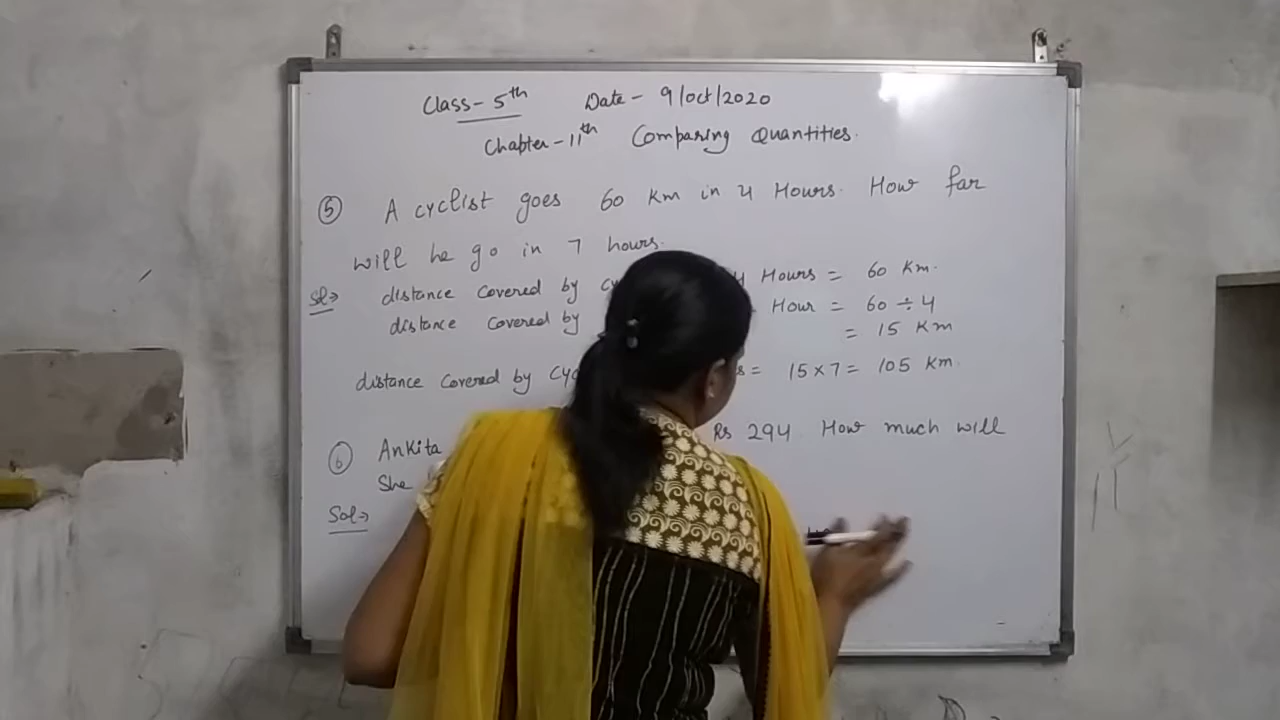 Class - 5th Date - 9/oct/2020
Chapter - 11th Comparing Quantities.
⑤ A cyclist goes 60 Km in 4 Hours. How far
will he go in 7 hours.
Sol→ distance covered by 4 Hours = 60 Km.
distance covered by Hour = 60 ÷ 4
= 15 Km
distance covered by = 15 × 7 = 105 Km.
⑥ Ankita Rs 294. How much will
She
Sol→